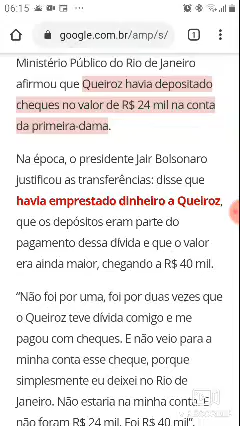 06:15
google.com.br/amp/s/
1
Ministério Público do Rio de Janeiro
afirmou que Queiroz havia depositado
cheques no valor de R$ 24 mil na conta
da primeira-dama.
Na época, o presidente Jair Bolsonaro
justificou as transferências: disse que
havia emprestado dinheiro a Queiroz,
que os depósitos eram parte do
pagamento dessa dívida e que o valor
era ainda maior, chegando a R$ 40 mil.
“Não foi por uma, foi por duas vezes que
o Queiroz teve dívida comigo e me
pagou com cheques. E não veio para a
minha conta esse cheque, porque
simplesmente eu deixei no Rio de
Janeiro. Não estaria na minha conta. E
não foram R$ 24 mil. Foi R$ 40 mil”.